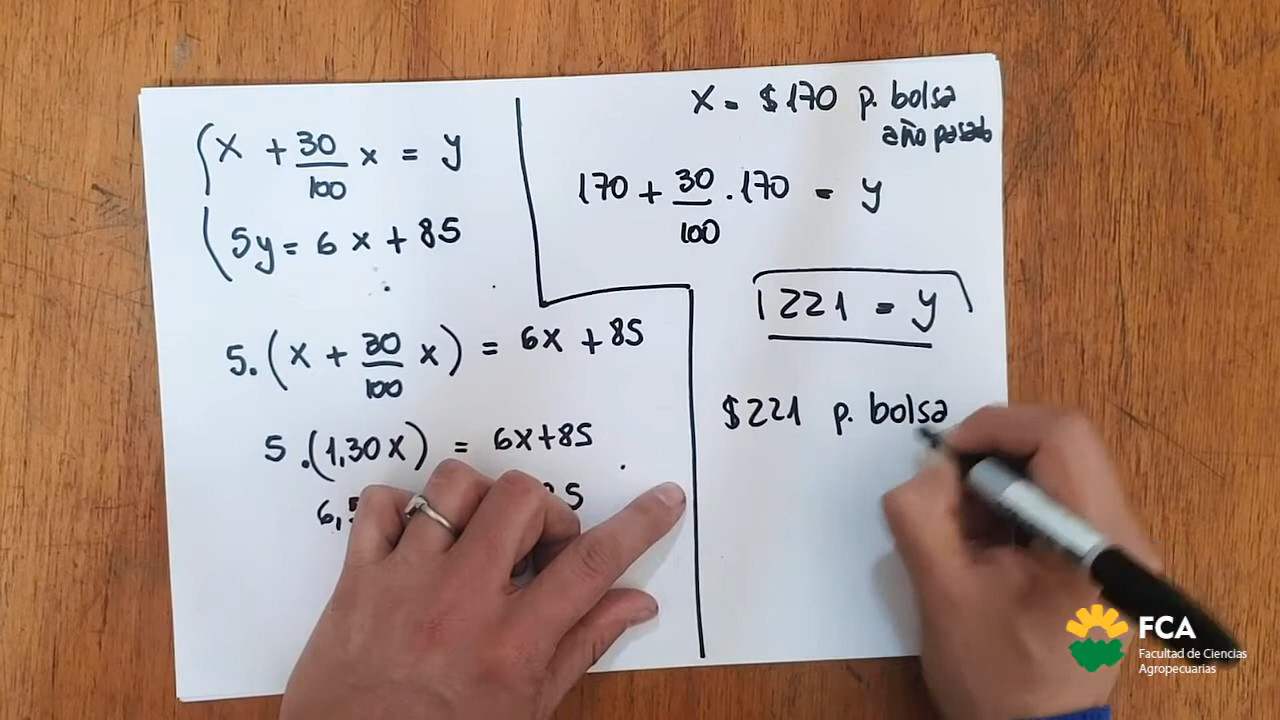 x + 30/100 x = y
5y = 6x + 85
5.(x + 30/100 x) = 6x + 85
5.(1,30x) = 6x+85
x = $170 p. bolsa
año pasado
170 + 30/100 . 170 = y
221 = y
$221 p. bolsa
FCA
Facultad de Ciencias
Agropecuarias